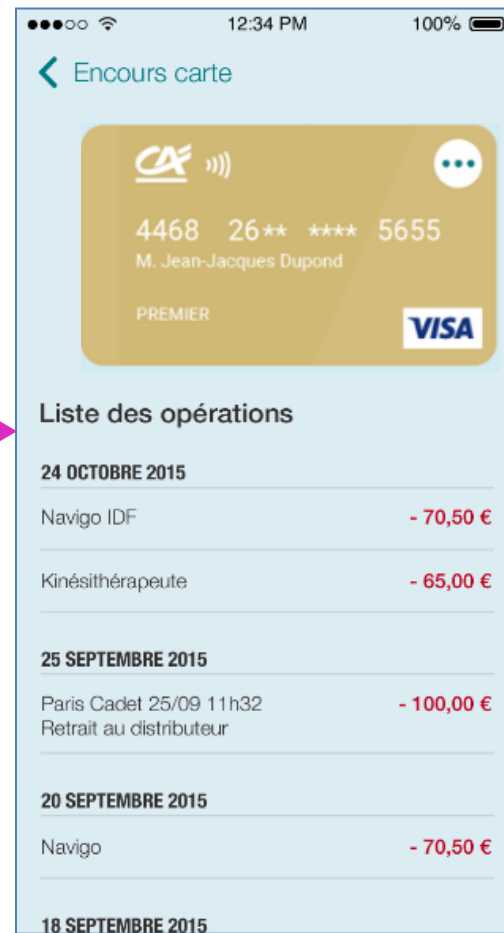 12:34 PM 100%
Encours carte
CA
4468 26** **** 5655
M. Jean-Jacques Dupond
PREMIER
VISA
Liste des opérations
24 OCTOBRE 2015
Navigo IDF - 70,50 €
Kinésithérapeute - 65,00 €
25 SEPTEMBRE 2015
Paris Cadet 25/09 11h32 - 100,00 €
Retrait au distributeur
20 SEPTEMBRE 2015
Navigo - 70,50 €
18 SEPTEMBRE 2015